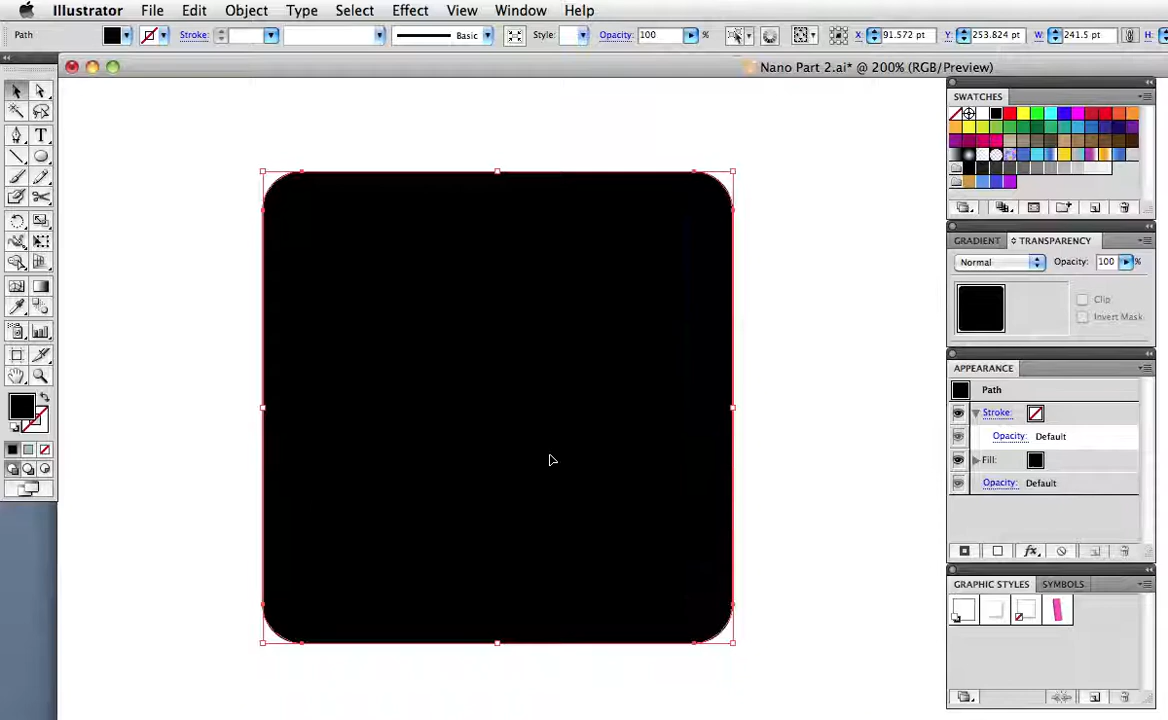 Illustrator File Edit Object Type Select Effect View Window Help
Path Stroke: Basic Style: Opacity: 100 % X: 91.572 pt Y: 253.824 pt W: 241.5 pt H:
Nano Part 2.ai* @ 200% (RGB/Preview)
SWATCHES
GRADIENT TRANSPARENCY
Normal Opacity: 100 %
Clip
Invert Mask
APPEARANCE
Path
Stroke:
Opacity: Default
Fill:
Opacity: Default
fx
GRAPHIC STYLES SYMBOLS